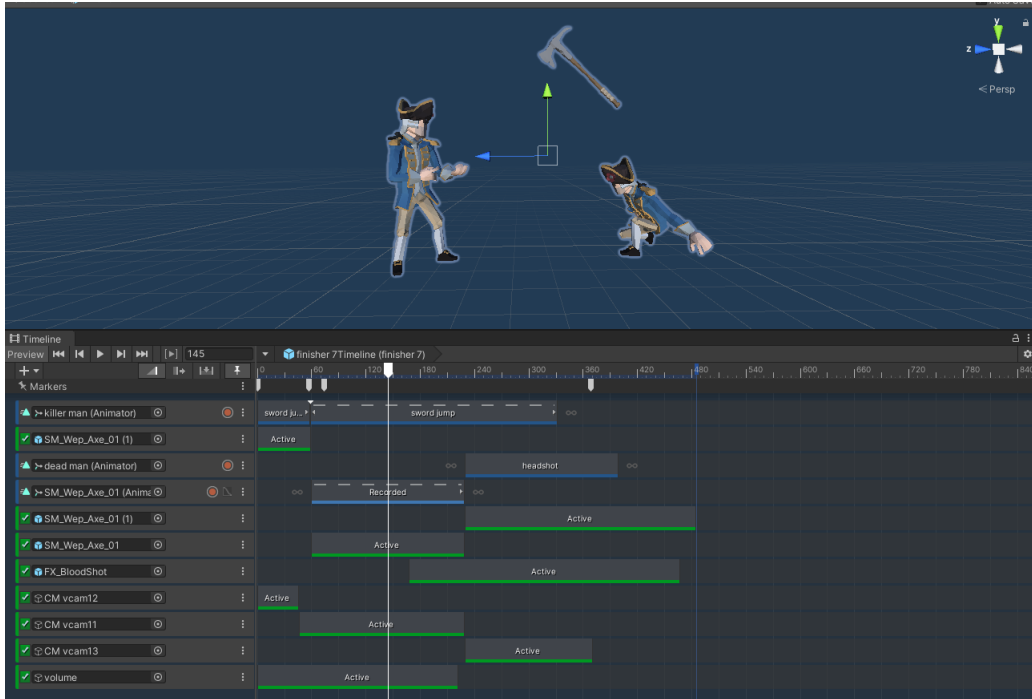 y
z
Persp
Timeline
Preview 145 finisher 7Timeline (finisher 7)
0 60 120 180 240 300 360 420 480 540 600 660 720 780 840
Markers
killer man (Animator) sword ju... sword jump
SM_Wep_Axe_01 (1) Active
dead man (Animator) headshot
SM_Wep_Axe_01 (Anima Recorded
SM_Wep_Axe_01 (1) Active
SM_Wep_Axe_01 Active
FX_BloodShot Active
CM vcam12 Active
CM vcam11 Active
CM vcam13 Active
volume Active